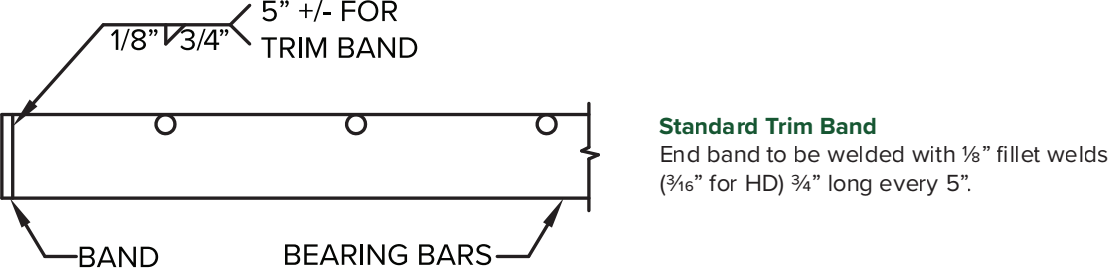 5” +/- FOR
1/8” 3/4”
TRIM BAND
Standard Trim Band
End band to be welded with ⅛” fillet welds
(3⁄16” for HD) ¾” long every 5”.
BAND
BEARING BARS